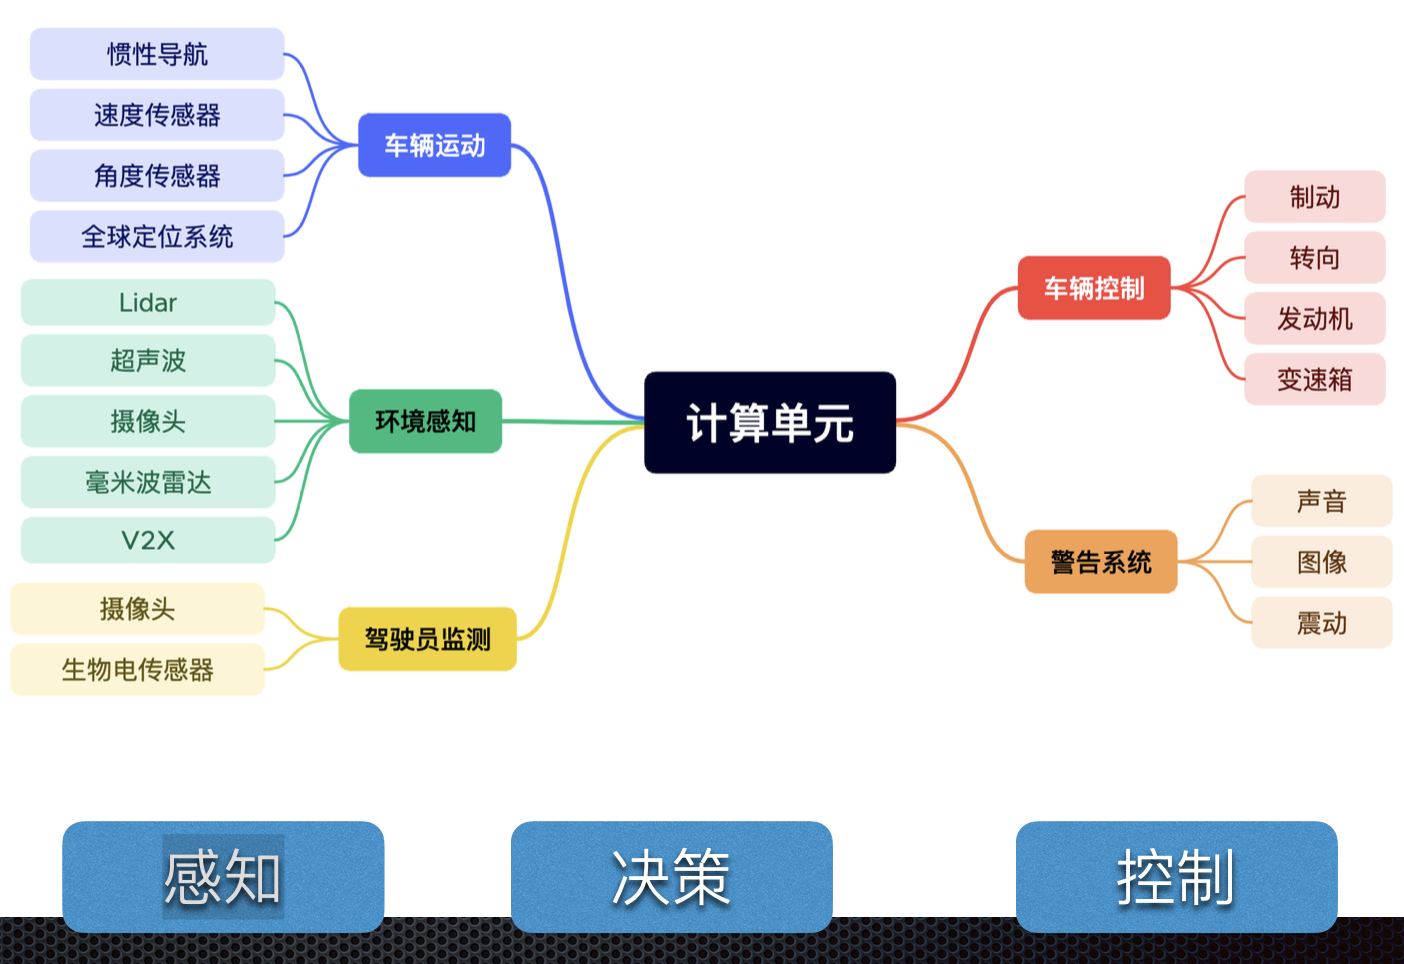 惯性导航
速度传感器
角度传感器
全球定位系统
车辆运动
Lidar
超声波
摄像头
毫米波雷达
V2X
环境感知
摄像头
生物电传感器
驾驶员监测
计算单元
车辆控制
制动
转向
发动机
变速箱
警告系统
声音
图像
震动
感知
决策
控制